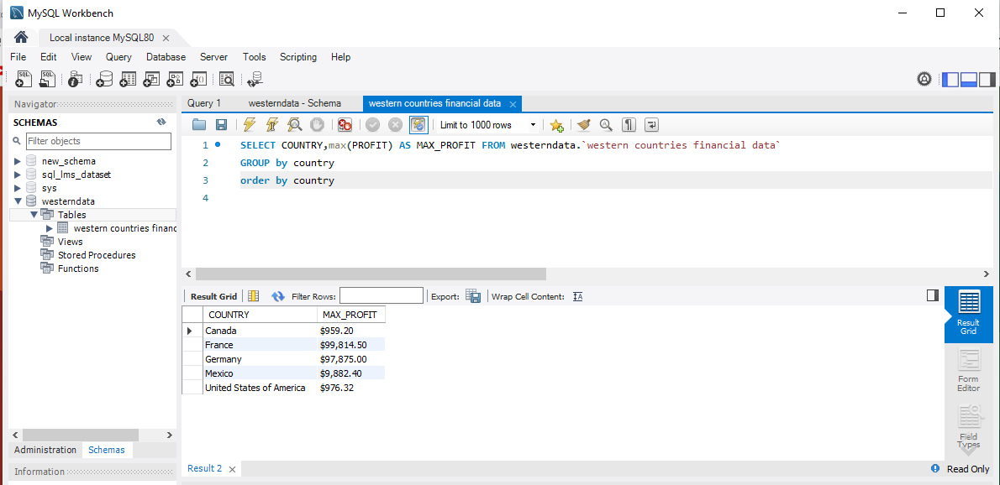 MySQL Workbench
Local instance MySQL80
File Edit View Query Database Server Tools Scripting Help
Navigator
SCHEMAS
Filter objects
new_schema
sql_lms_dataset
sys
westerndata
Tables
western countries financ
Views
Stored Procedures
Functions
Administration Schemas
Information
Query 1 westerndata - Schema western countries financial data
Limit to 1000 rows
1 SELECT COUNTRY,max(PROFIT) AS MAX_PROFIT FROM westerndata.`western countries financial data`
2 GROUP by country
3 order by country
4
Result Grid Filter Rows: Export: Wrap Cell Content:
COUNTRY MAX_PROFIT
Canada $959.20
France $99,814.50
Germany $97,875.00
Mexico $9,882.40
United States of America $976.32
Result
Grid
Form
Editor
Field
Types
Result 2
Read Only